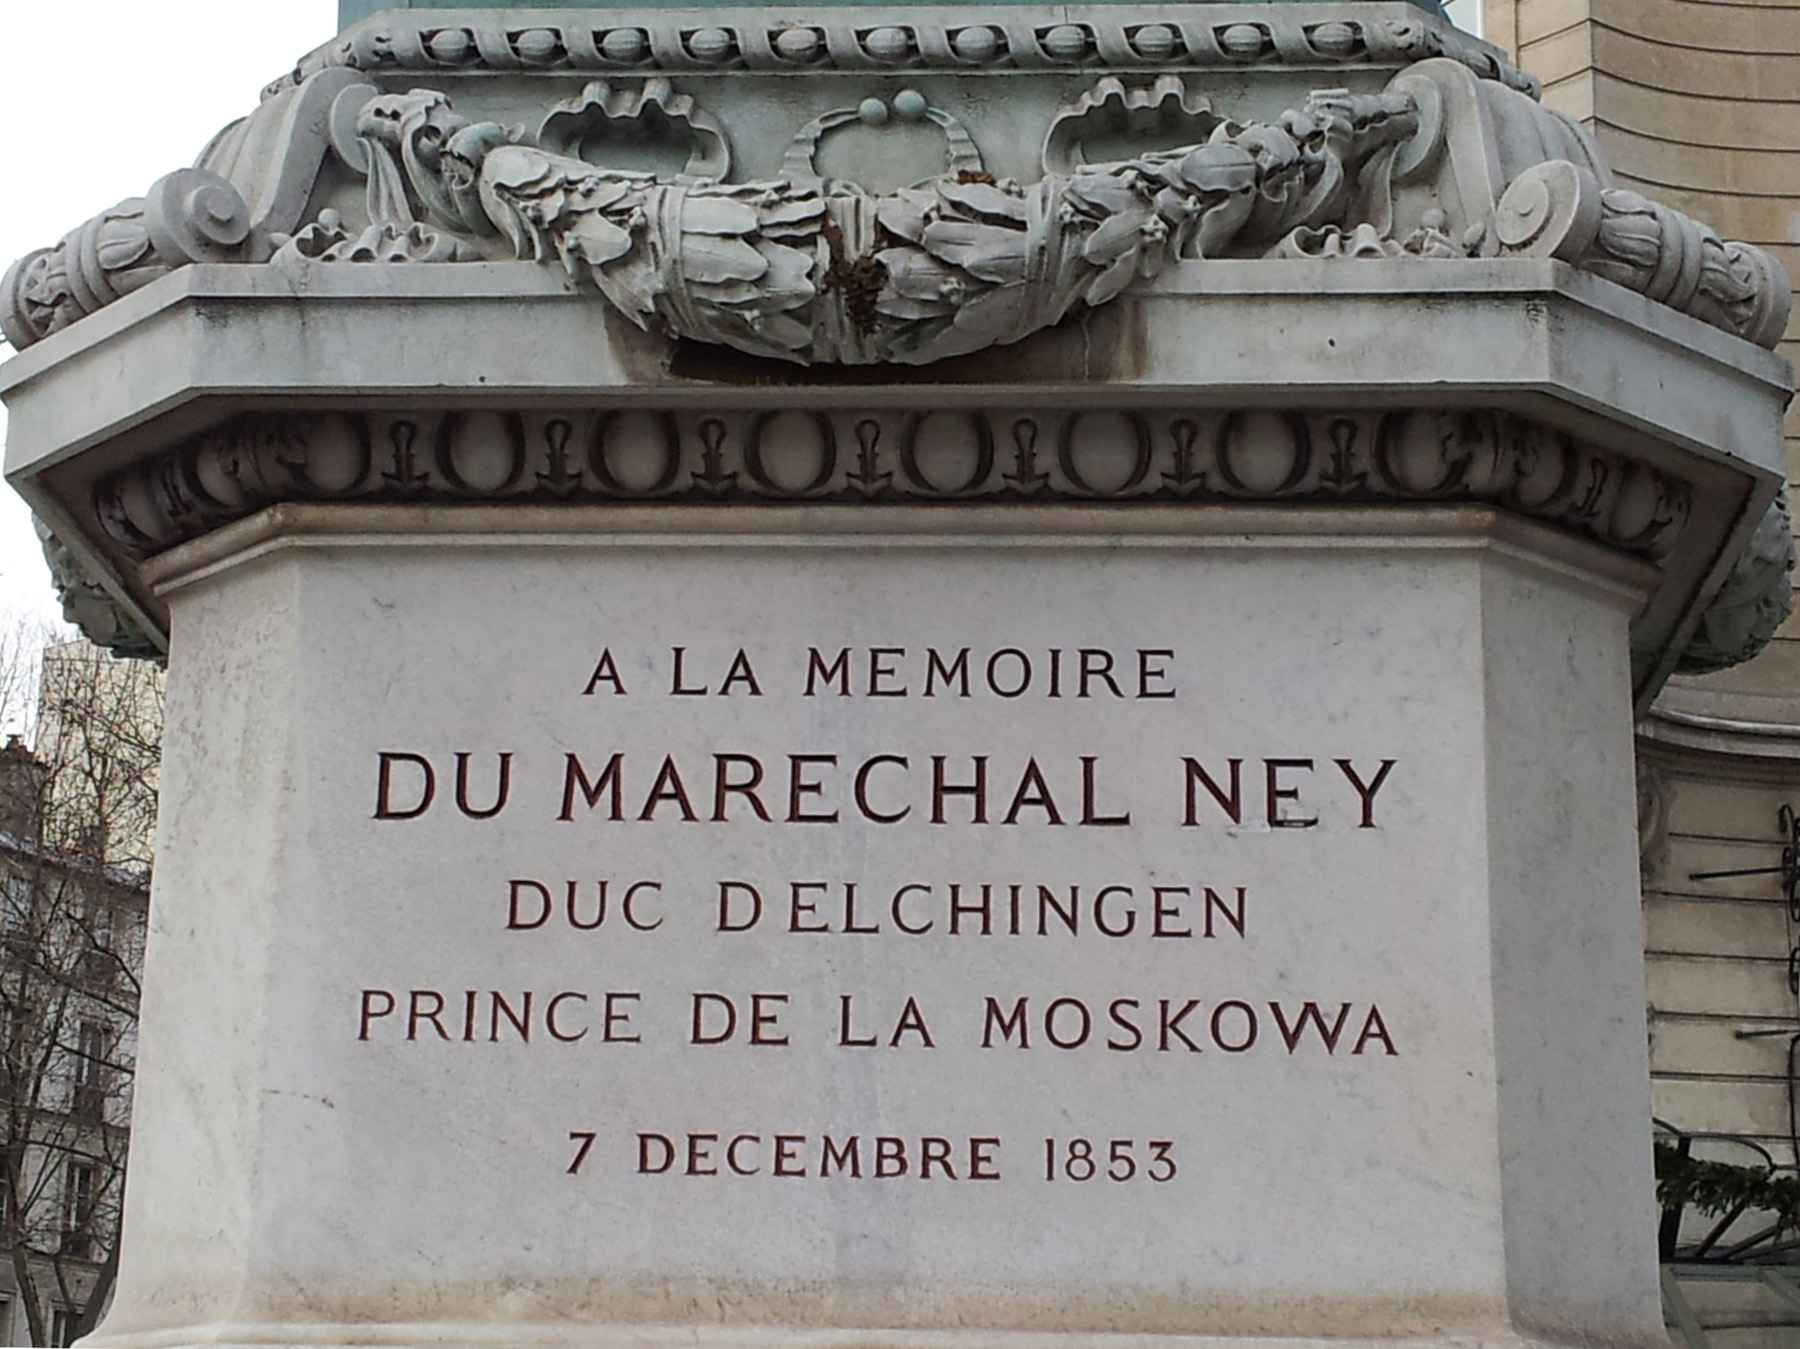 A LA MEMOIRE
DU MARECHAL NEY
DUC DELCHINGEN
PRINCE DE LA MOSKOWA
7 DECEMBRE 1853